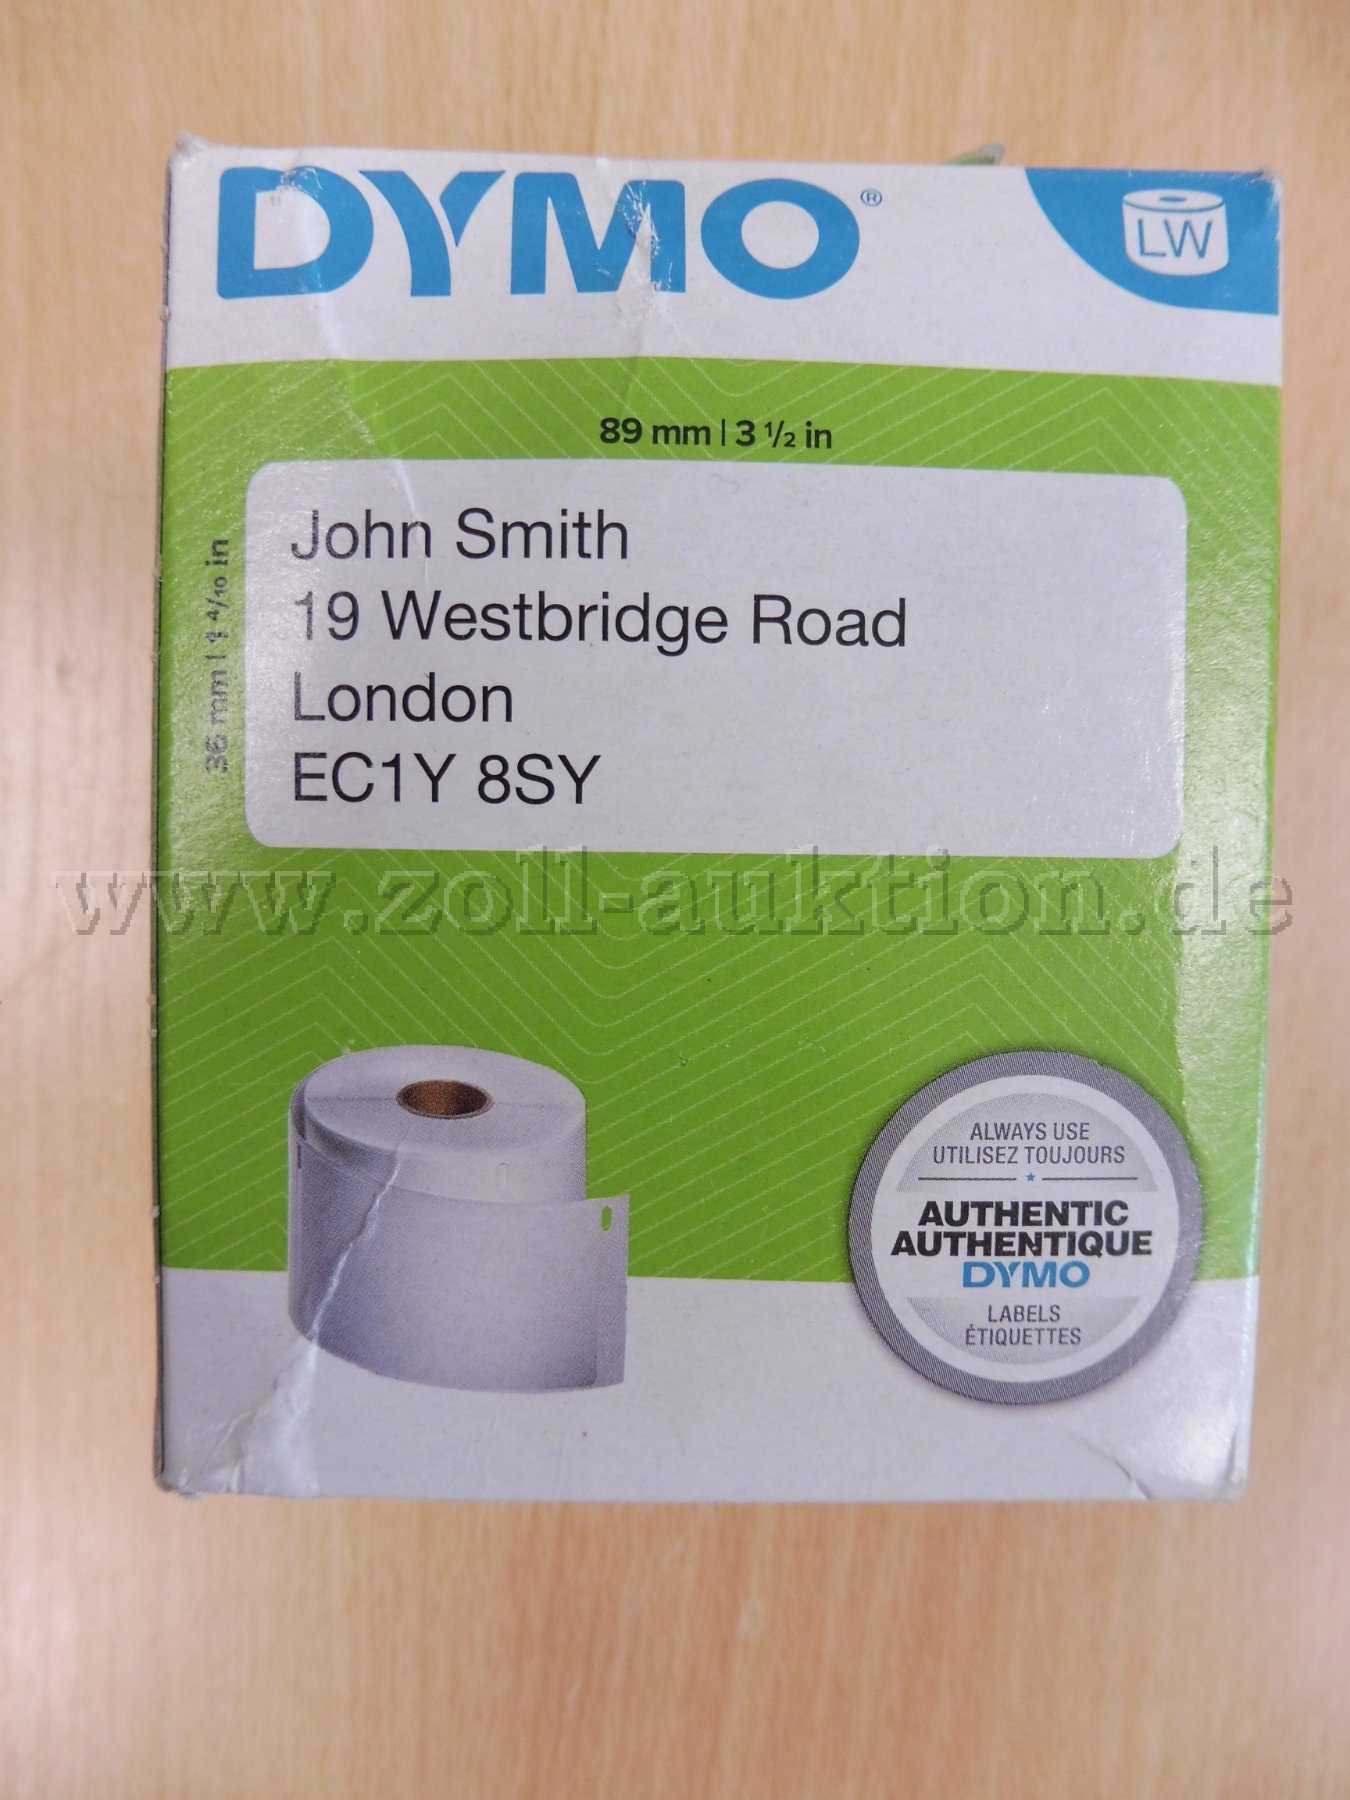 DYMO®
LW
89 mm | 3 1/2 in
36 mm | 1 4/10 in
John Smith
19 Westbridge Road
London
EC1Y 8SY
www.zoll-auktion.de
ALWAYS USE
UTILISEZ TOUJOURS
AUTHENTIC
AUTHENTIQUE
DYMO
LABELS
ÉTIQUETTES